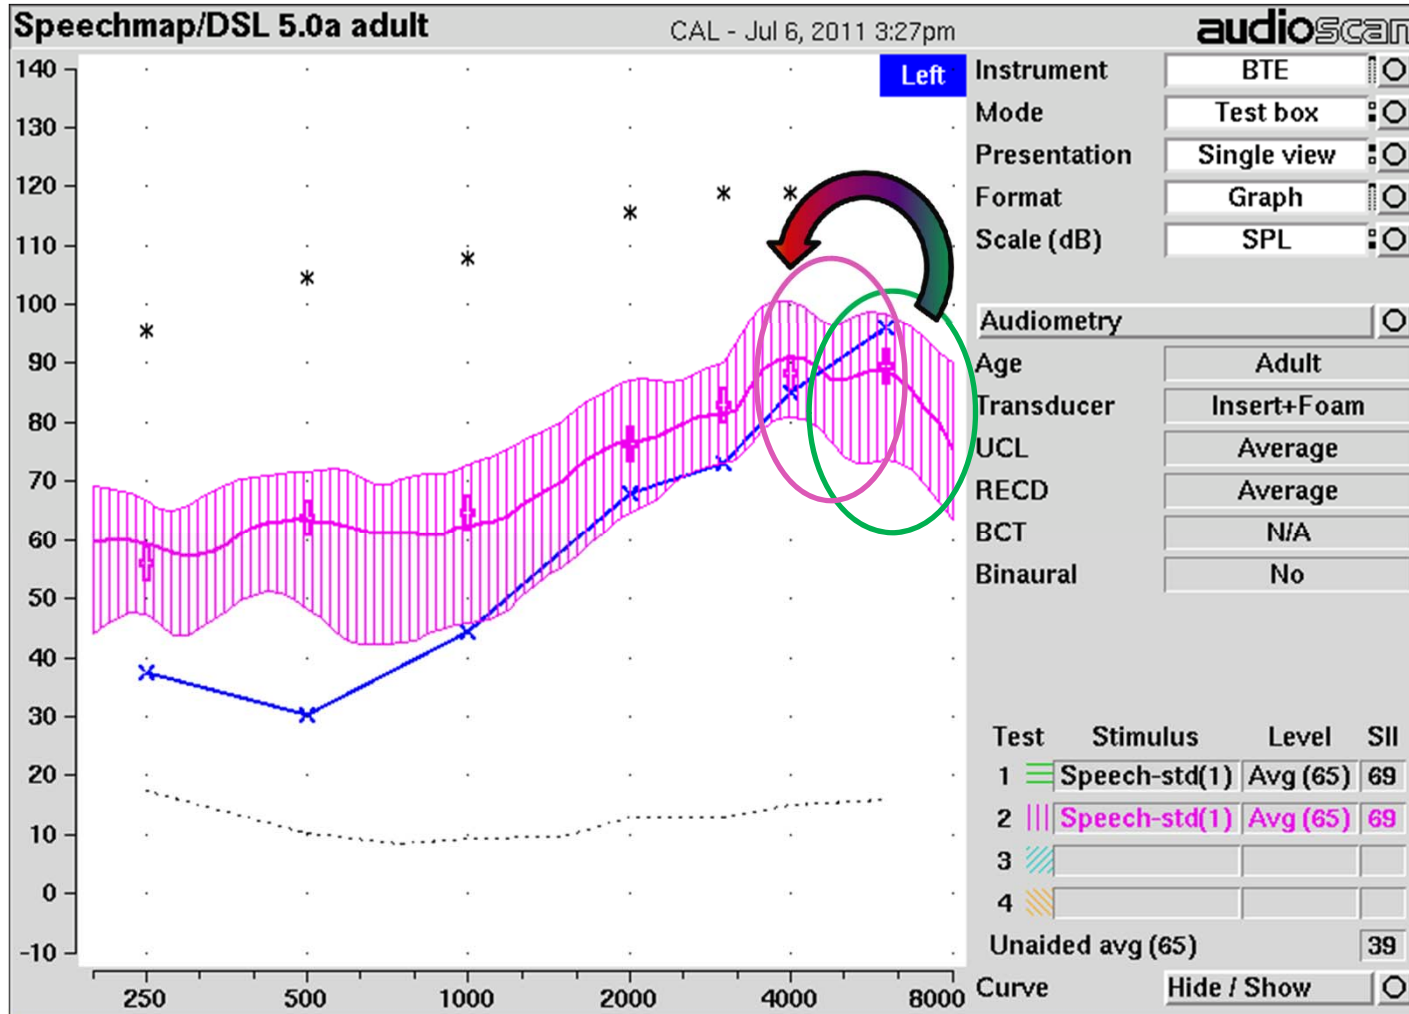 Speechmap/DSL 5.0a adult CAL - Jul 6, 2011 3:27pm audioscan
Left
140
130
120
110
100
90
80
70
60
50
40
30
20
10
0
-10
250 500 1000 2000 4000 8000
Instrument BTE
Mode Test box
Presentation Single view
Format Graph
Scale (dB) SPL
Audiometry
Age Adult
Transducer Insert+Foam
UCL Average
RECD Average
BCT N/A
Binaural No
Test Stimulus Level SII
1 Speech-std(1) Avg (65) 69
2 Speech-std(1) Avg (65) 69
3
4
Unaided avg (65) 39
Curve Hide / Show